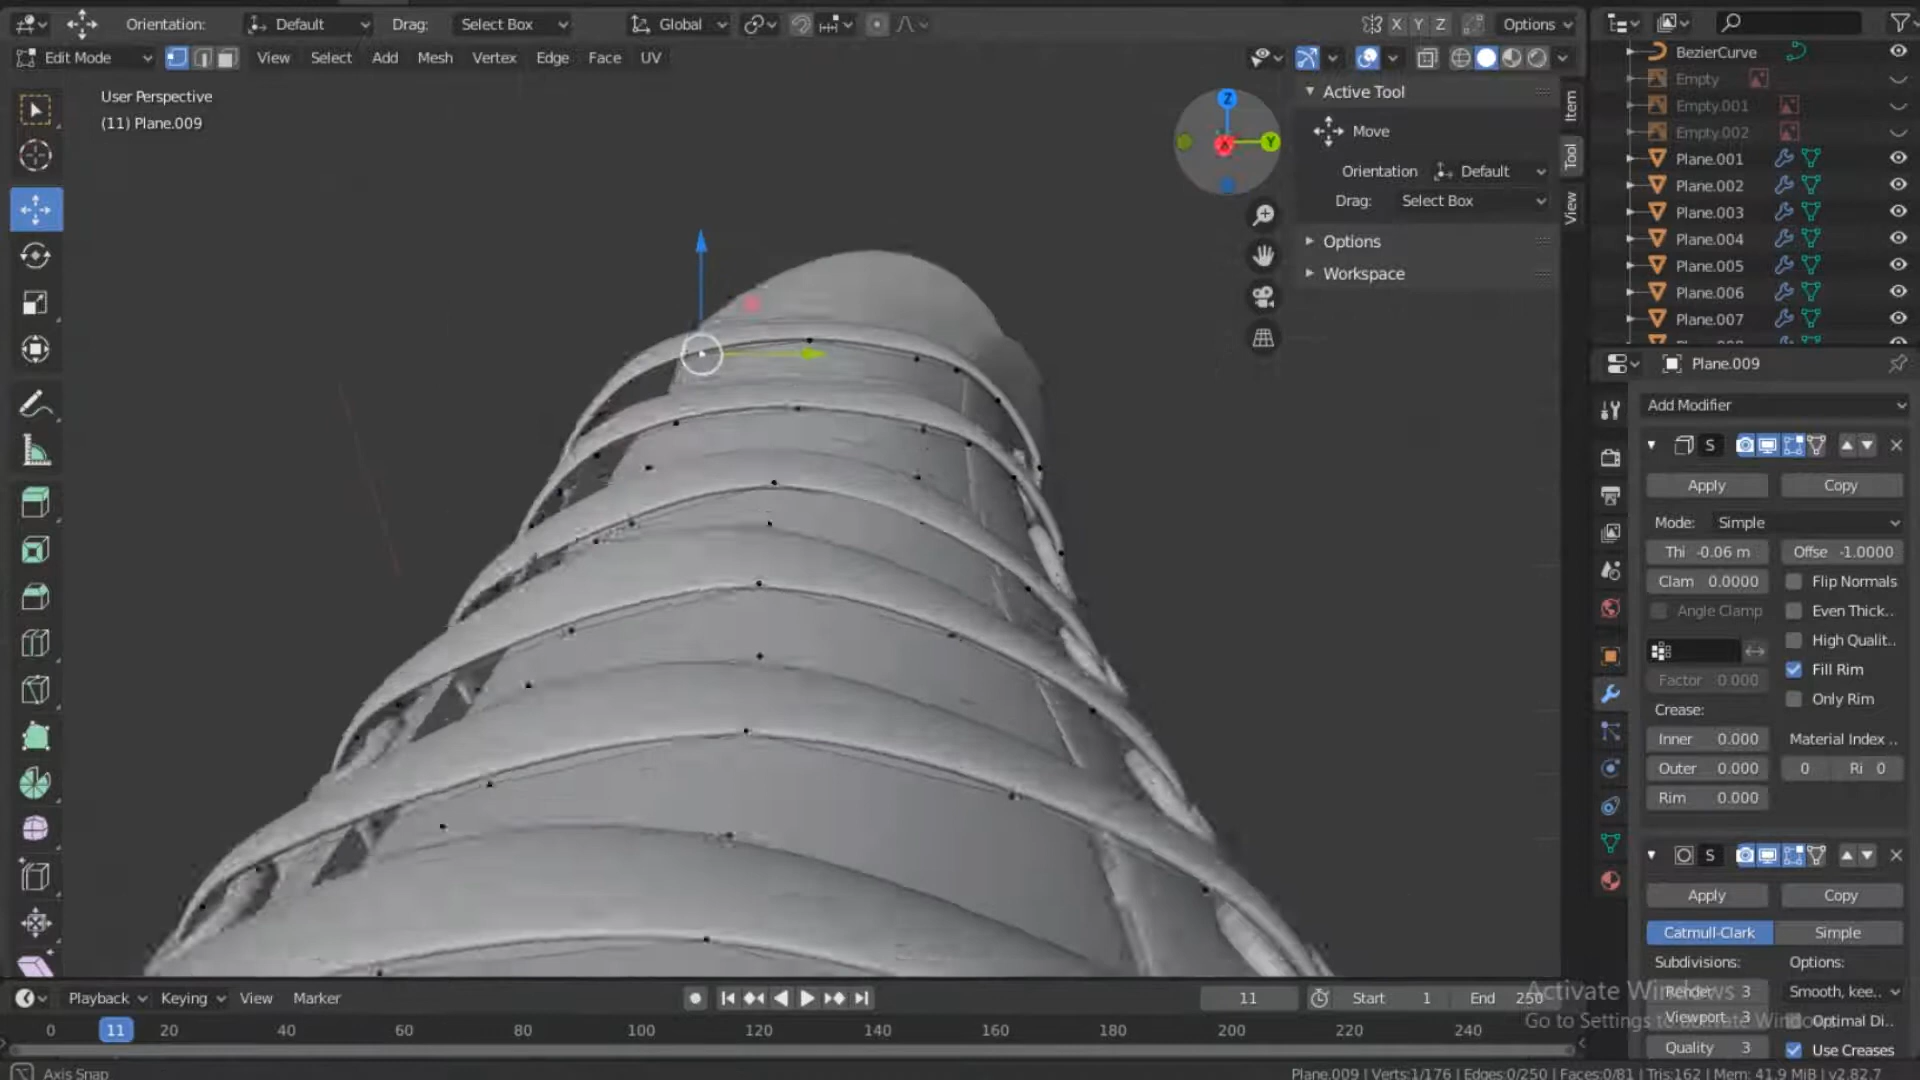 Orientation: Default Drag: Select Box Global X Y Z Options
Edit Mode View Select Add Mesh Vertex Edge Face UV
User Perspective
(11) Plane.009
Z
Y
X
Active Tool
Move
Orientation Default
Drag: Select Box
Options
Workspace
Item
Tool
View
BezierCurve
Empty
Empty.001
Empty.002
Plane.001
Plane.002
Plane.003
Plane.004
Plane.005
Plane.006
Plane.007
Plane.009
Add Modifier
S
Apply Copy
Mode: Simple
Thi -0.06 m Offse -1.0000
Clam 0.0000 Flip Normals
Angle Clamp Even Thick..
High Qualit..
Fill Rim
Factor 0.000
Only Rim
Crease:
Inner 0.000 Material Index ..
Outer 0.000 0 Ri 0
Rim 0.000
S
Apply Copy
Catmull-Clark Simple
Subdivisions: Options:
Render 3 Smooth, kee..
Viewport 3 Optimal Di..
Quality 3 Use Creases
Activate Windows
Go to Settings to activate Windows.
Playback Keying View Marker 11 Start 1 End 250
0 11 20 40 60 80 100 120 140 160 180 200 220 240
Axis Snap
Plane.009 | Verts:1/176 | Edges:0/250 | Faces:0/81 | Tris:162 | Mem: 41.9 MiB | v2.82.7